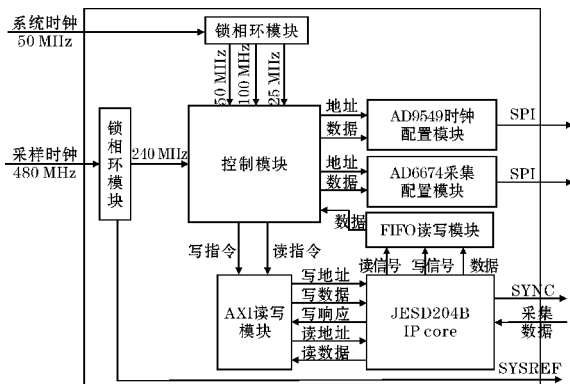 系统时钟
50 MHz
锁相环模块
50 MHz
100 MHz
25 MHz
采样时钟
480 MHz
锁相环模块
240 MHz
控制模块
地址
数据
AD9549时钟
配置模块
SPI
地址
数据
AD6674采集
配置模块
SPI
数据
FIFO读写模块
写指令
读指令
读信号
写信号
数据
AXI读写
模块
写地址
写数据
写响应
读地址
读数据
JESD204B
IP core
SYNC
采集
数据
SYSREF